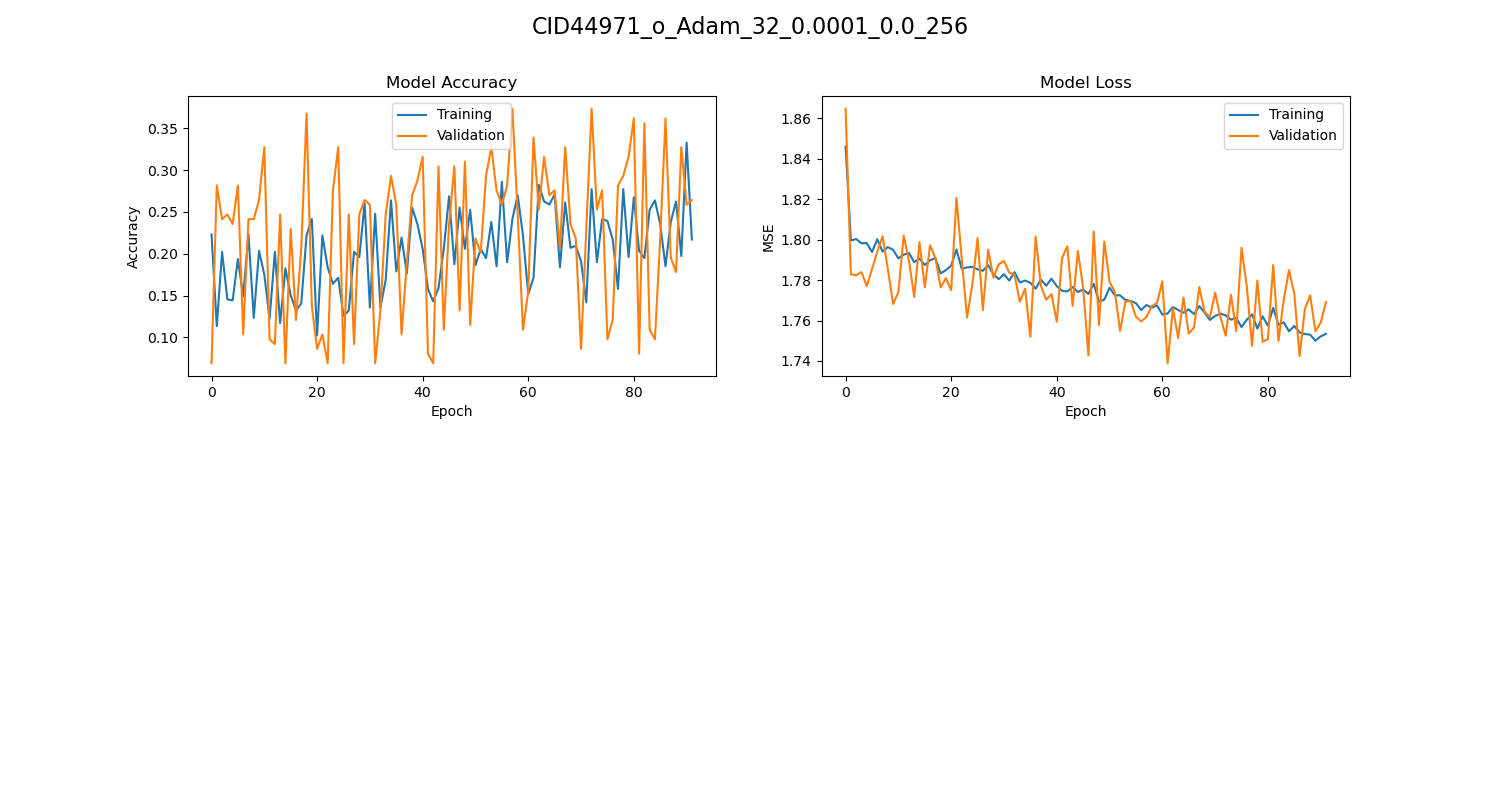 CID44971_o_Adam_32_0.0001_0.0_256
Model Accuracy
Training
Validation
0.35
0.30
0.25
0.20
0.15
0.10
Accuracy
0
20
40
60
80
Epoch
Model Loss
Training
Validation
1.86
1.84
1.82
1.80
1.78
1.76
1.74
MSE
0
20
40
60
80
Epoch